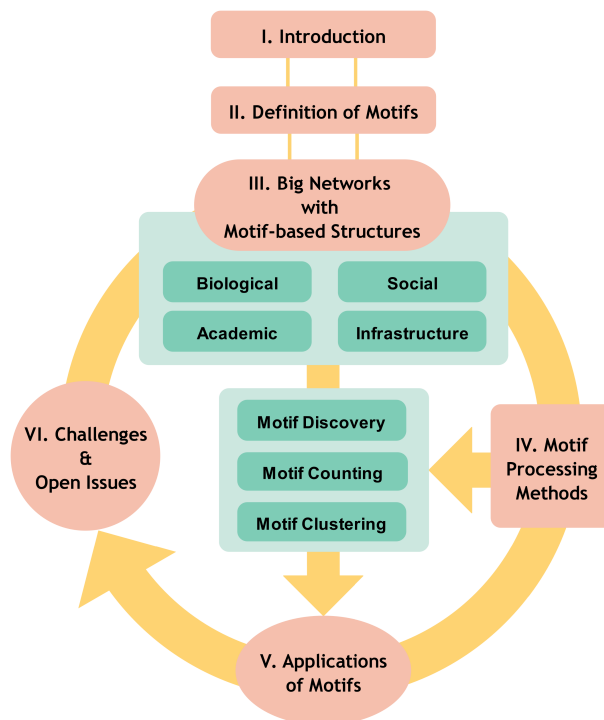 I. Introduction
II. Definition of Motifs
III. Big Networks
with
Motif-based Structures
Biological
Social
Academic
Infrastructure
Motif Discovery
Motif Counting
Motif Clustering
IV. Motif
Processing
Methods
VI. Challenges
&
Open Issues
V. Applications
of Motifs